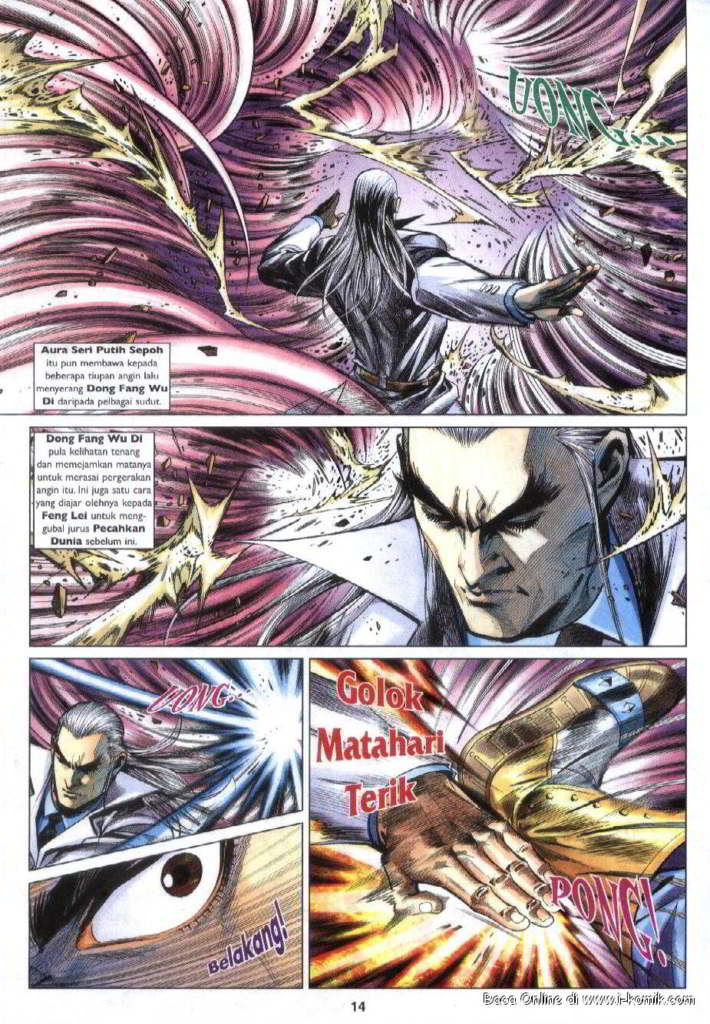 UONG...
Aura Seri Putih Sepoh
itu pun membawa kepada
beberapa tiupan angin lalu
menyerang Dong Fang Wu
Di daripada pelbagai sudut.
Dong Fang Wu Di
pula kelihatan tenang
dan memejamkan matanya
untuk merasai pergerakan
angin itu. Ini juga satu cara
yang diajar olehnya kepada
Feng Lei untuk meng-
gubal jurus Pecahkan
Dunia sebelum ini.
UONG...
Belakang!
Golok
Matahari
Terik
PONG!
14
Baca Online di www.i-komik.com